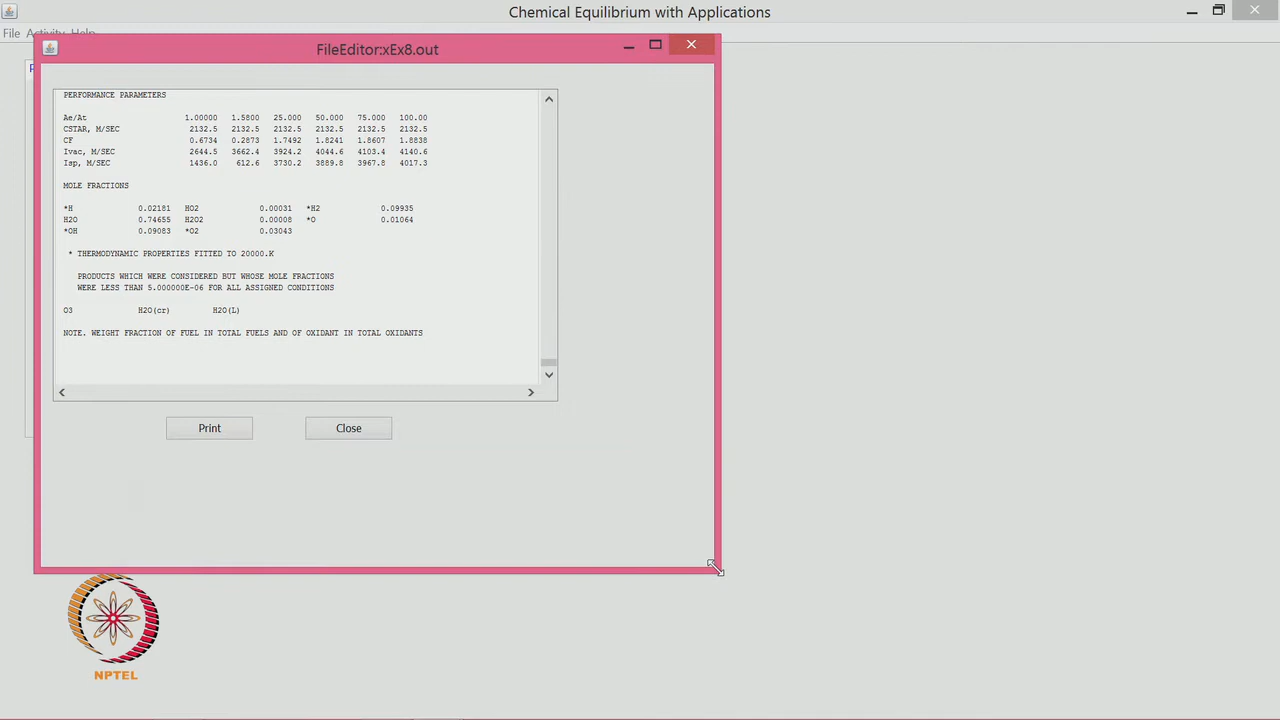 Chemical Equilibrium with Applications
File Activity Help
FileEditor:xEx8.out
PERFORMANCE PARAMETERS
Ae/At 1.00000 1.5800 25.000 50.000 75.000 100.00
CSTAR, M/SEC 2132.5 2132.5 2132.5 2132.5 2132.5 2132.5
CF 0.6734 0.2873 1.7492 1.8241 1.8607 1.8838
Ivac, M/SEC 2644.5 3662.4 3924.2 4044.6 4103.4 4140.6
Isp, M/SEC 1436.0 612.6 3730.2 3889.8 3967.8 4017.3
MOLE FRACTIONS
*H 0.02181 HO2 0.00031 *H2 0.09935
H2O 0.74655 H2O2 0.00008 *O 0.01064
*OH 0.09083 *O2 0.03043
* THERMODYNAMIC PROPERTIES FITTED TO 20000.K
PRODUCTS WHICH WERE CONSIDERED BUT WHOSE MOLE FRACTIONS
WERE LESS THAN 5.000000E-06 FOR ALL ASSIGNED CONDITIONS
O3 H2O(cr) H2O(L)
NOTE. WEIGHT FRACTION OF FUEL IN TOTAL FUELS AND OF OXIDANT IN TOTAL OXIDANTS
Print Close
NPTEL